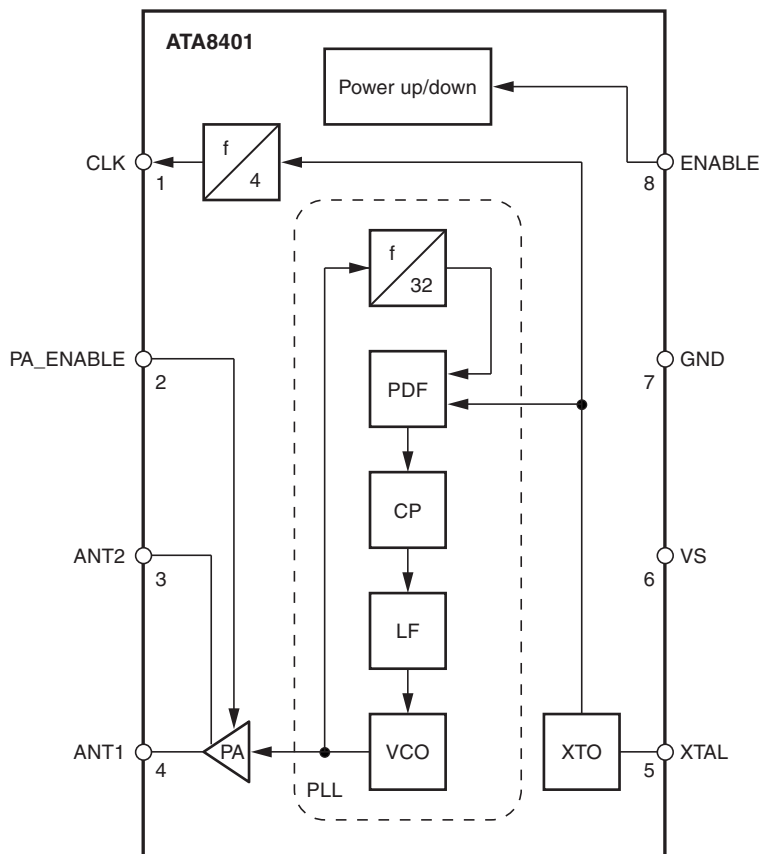 ATA8401
Power up/down
CLK
1
f
4
ENABLE
8
f
32
PA_ENABLE
2
PDF
GND
7
CP
ANT2
3
VS
6
LF
ANT1
4
PA
VCO
XTO
XTAL
5
PLL